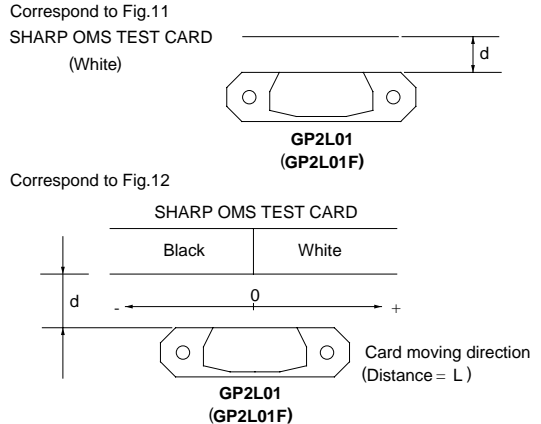 Correspond to Fig.11
SHARP OMS TEST CARD
(White)
d
GP2L01
(GP2L01F)
Correspond to Fig.12
SHARP OMS TEST CARD
Black White
d
- 0 +
Card moving direction
(Distance = L )
GP2L01
(GP2L01F)